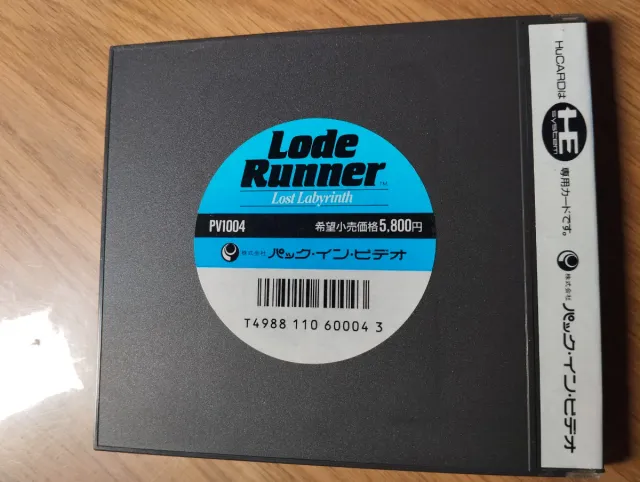 Lode
Runner
TM
Lost Labyrinth
PV1004 希望小売価格5,800円
株式会社 パック・イン・ビデオ
T4988 110 60004 3
HuCARDは
HE
SYSTEM
専用カードです。
株式会社 パック・イン・ビデオ